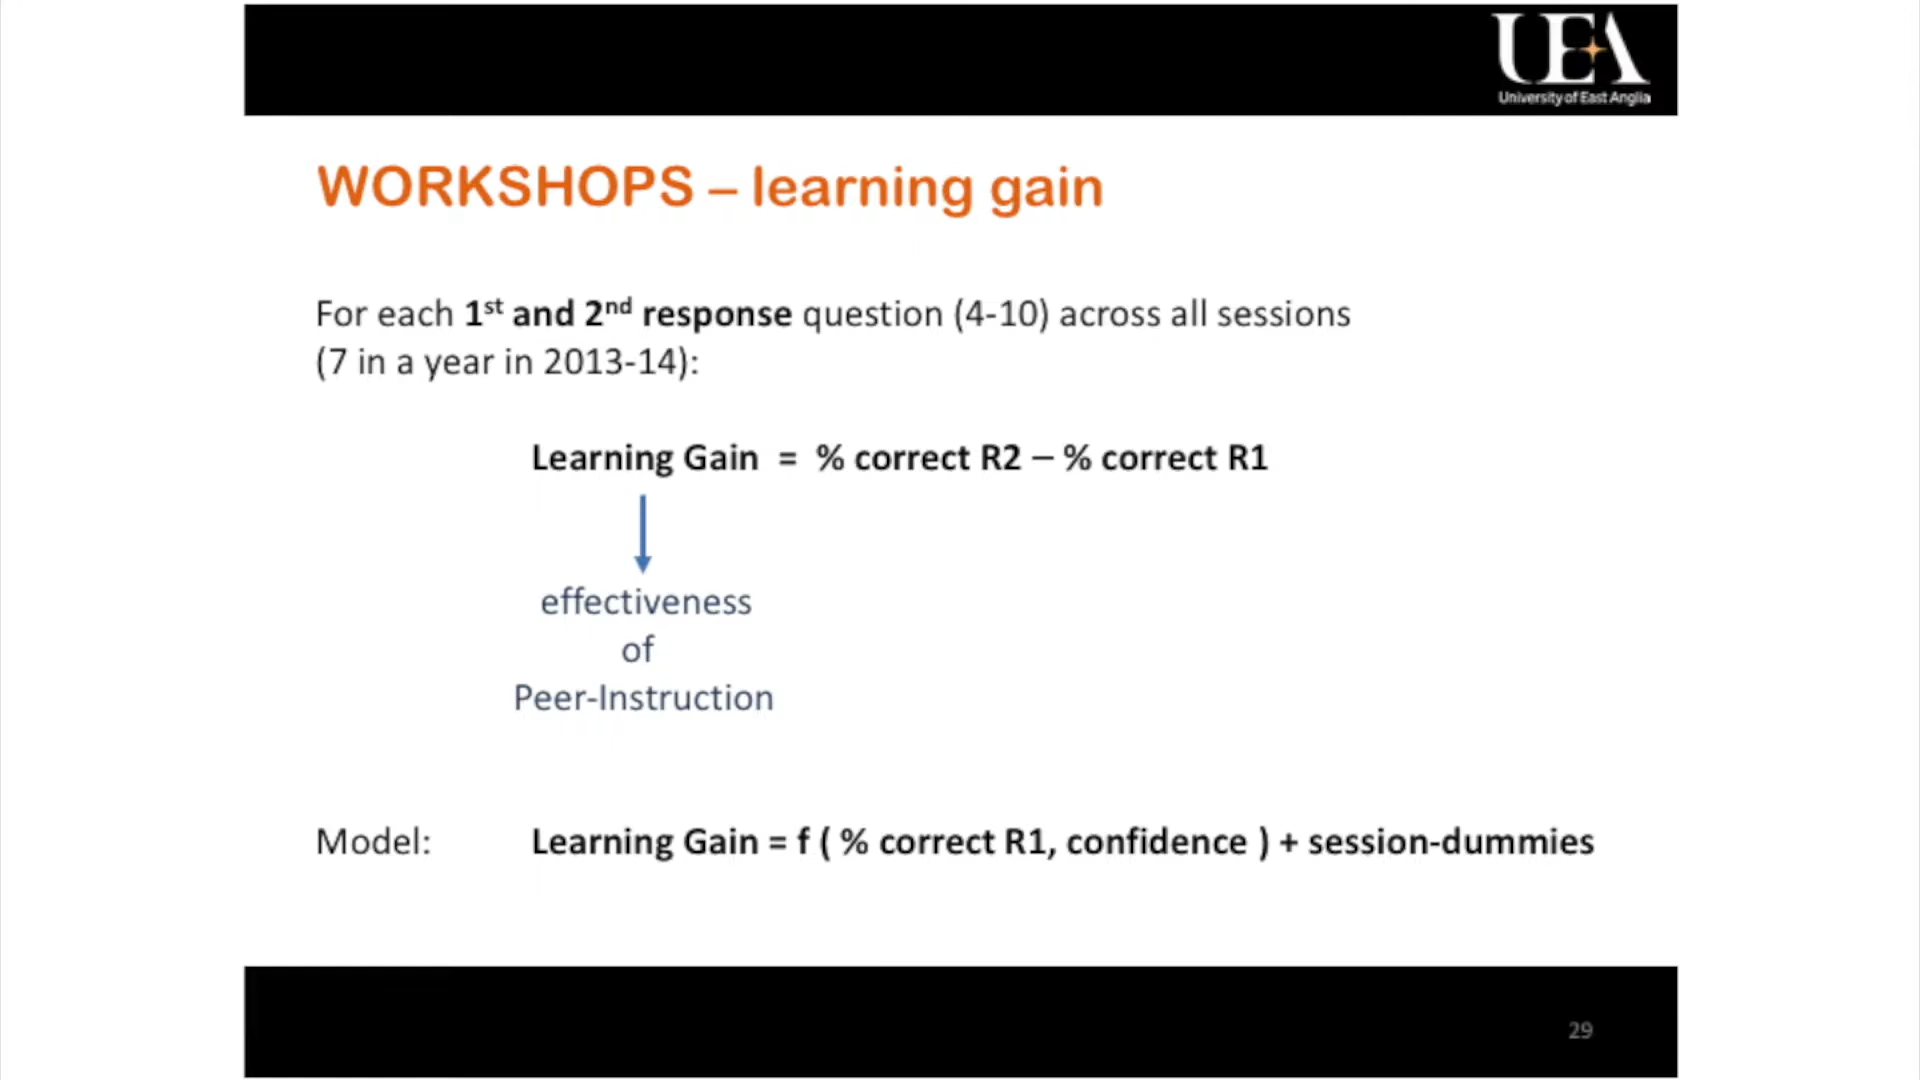 UEA
University of East Anglia
WORKSHOPS – learning gain
For each 1st and 2nd response question (4-10) across all sessions
(7 in a year in 2013-14):
Learning Gain = % correct R2 – % correct R1
effectiveness
of
Peer-Instruction
Model: Learning Gain = f ( % correct R1, confidence ) + session-dummies
29